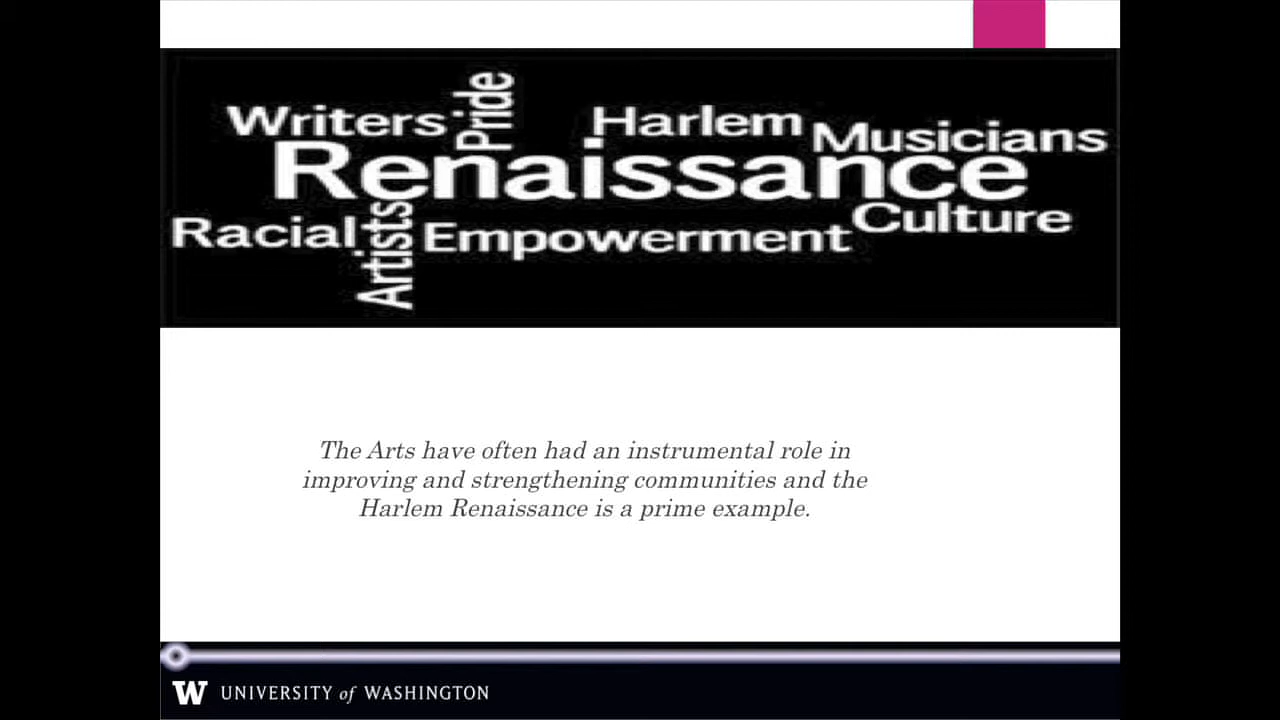 Pride
Writers
Harlem
Musicians
Renaissance
Racial
Artists
Empowerment
Culture
The Arts have often had an instrumental role in
improving and strengthening communities and the
Harlem Renaissance is a prime example.
W UNIVERSITY of WASHINGTON